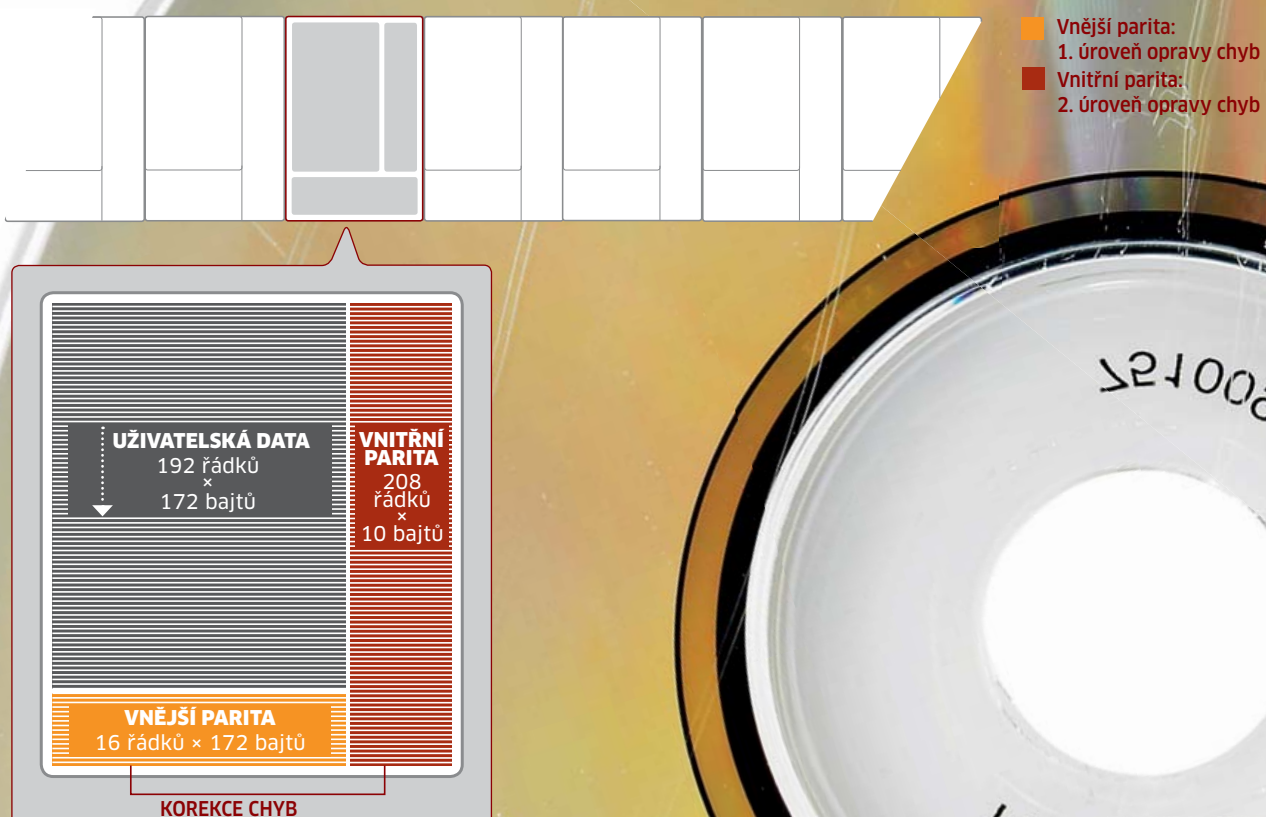 Vnější parita:
1. úroveň opravy chyb
Vnitřní parita:
2. úroveň opravy chyb
UŽIVATELSKÁ DATA
192 řádků
×
172 bajtů
VNITŘNÍ
PARITA
208
řádků
×
10 bajtů
VNĚJŠÍ PARITA
16 řádků × 172 bajtů
KOREKCE CHYB